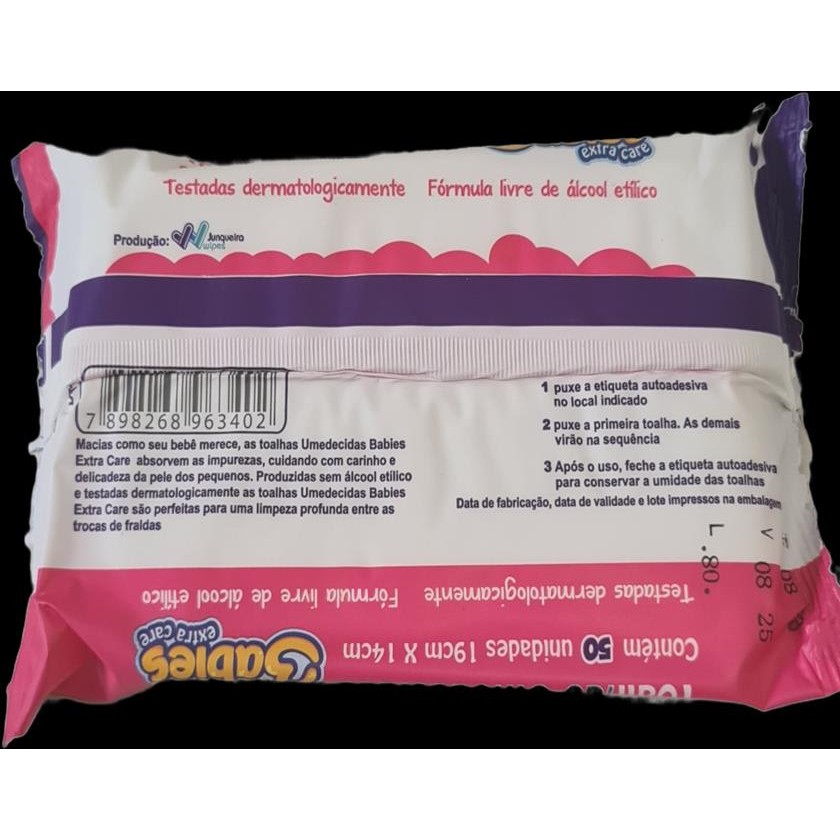 extra care
Testadas dermatologicamente Fórmula livre de álcool etílico
Produção: Junqueira
wipes
7 898268 963402
Macias como seu bebê merece, as toalhas Umedecidas Babies
Extra Care absorvem as impurezas, cuidando com carinho e
delicadeza da pele dos pequenos. Produzidas sem álcool etílico
e testadas dermatologicamente as toalhas Umedecidas Babies
Extra Care são perfeitas para uma limpeza profunda entre as
trocas de fraldas
1 puxe a etiqueta autoadesiva
no local indicado
2 puxe a primeira toalha. As demais
virão na sequência
3 Após o uso, feche a etiqueta autoadesiva
para conservar a umidade das toalhas
Data de fabricação, data de validade e lote impressos na embalagem
V 08 25
L.80.
Testadas dermatologicamente Fórmula livre de álcool etílico
Contém 50 unidades 19cm X 14cm
Babies
extra care